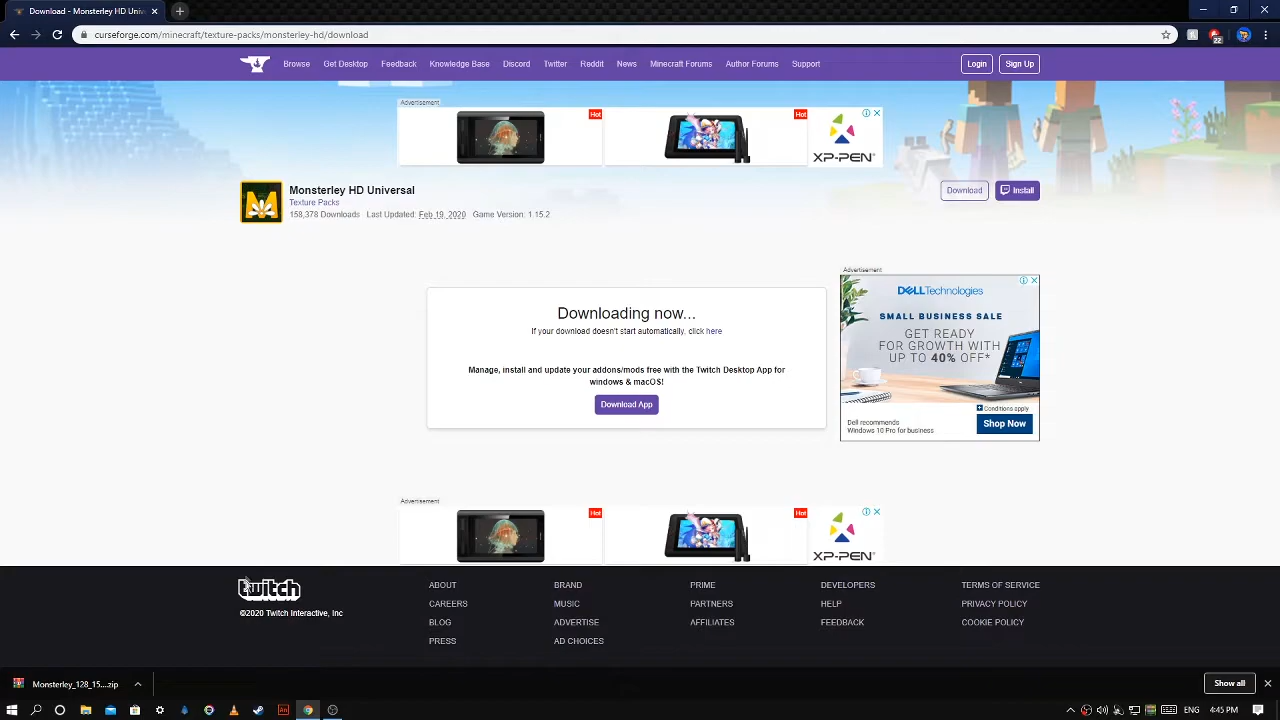 Download - Monsterley HD Uni
curseforge.com/minecraft/texture-packs/monsterley-hd/download
22
Browse Get Desktop Feedback Knowledge Base Discord Twitter Reddit News Minecraft Forums Author Forums Support Login Sign Up
Advertisement
Hot Hot
XP-PEN®
Monsterley HD Universal
Texture Packs
158,378 Downloads Last Updated: Feb 19, 2020 Game Version: 1.15.2
Download Install
Advertisement
DELLTechnologies
SMALL BUSINESS SALE
GET READY
FOR GROWTH WITH
UP TO 40% OFF*
+ Conditions apply
Dell recommends
Windows 10 Pro for business
Shop Now
Downloading now...
If your download doesn't start automatically, click here
Manage, install and update your addons/mods free with the Twitch Desktop App for
windows & macOS!
Download App
Advertisement
Hot Hot
XP-PEN®
twitch
©2020 Twitch Interactive, Inc
ABOUT BRAND PRIME DEVELOPERS TERMS OF SERVICE
CAREERS MUSIC PARTNERS HELP PRIVACY POLICY
BLOG ADVERTISE AFFILIATES FEEDBACK COOKIE POLICY
PRESS AD CHOICES
Monsterley_128_15....zip
Show all
Ai
ENG 4:45 PM